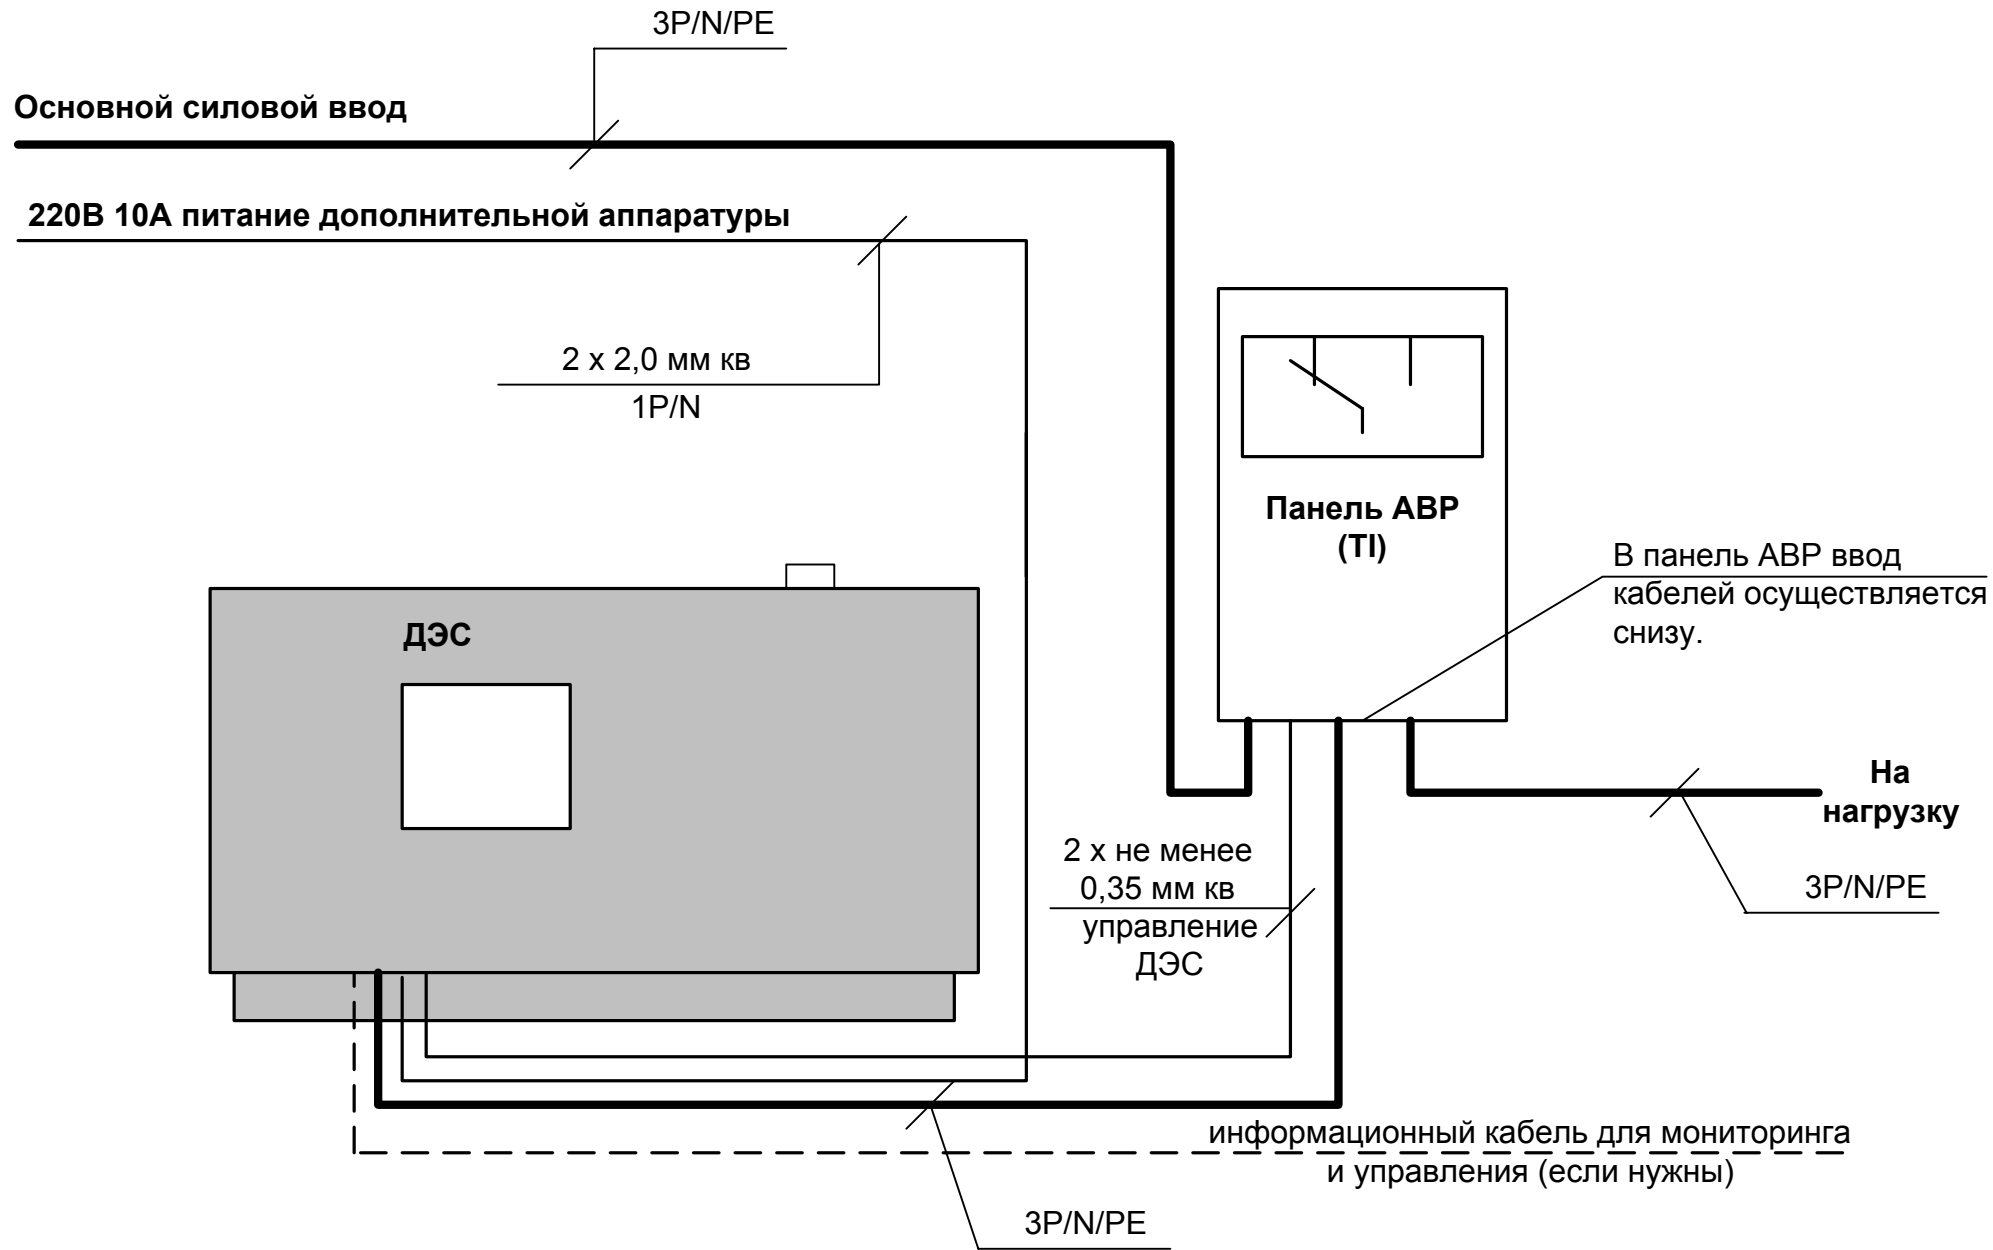 3P/N/PE
Основной силовой ввод
220В 10А питание дополнительной аппаратуры
2 х 2,0 мм кв
1P/N
Панель АВР
(TI)
В панель АВР ввод
кабелей осуществляется
снизу.
ДЭС
На
нагрузку
2 х не менее
0,35 мм кв
управление
ДЭС
3P/N/PE
информационный кабель для мониторинга
и управления (если нужны)
3P/N/PE